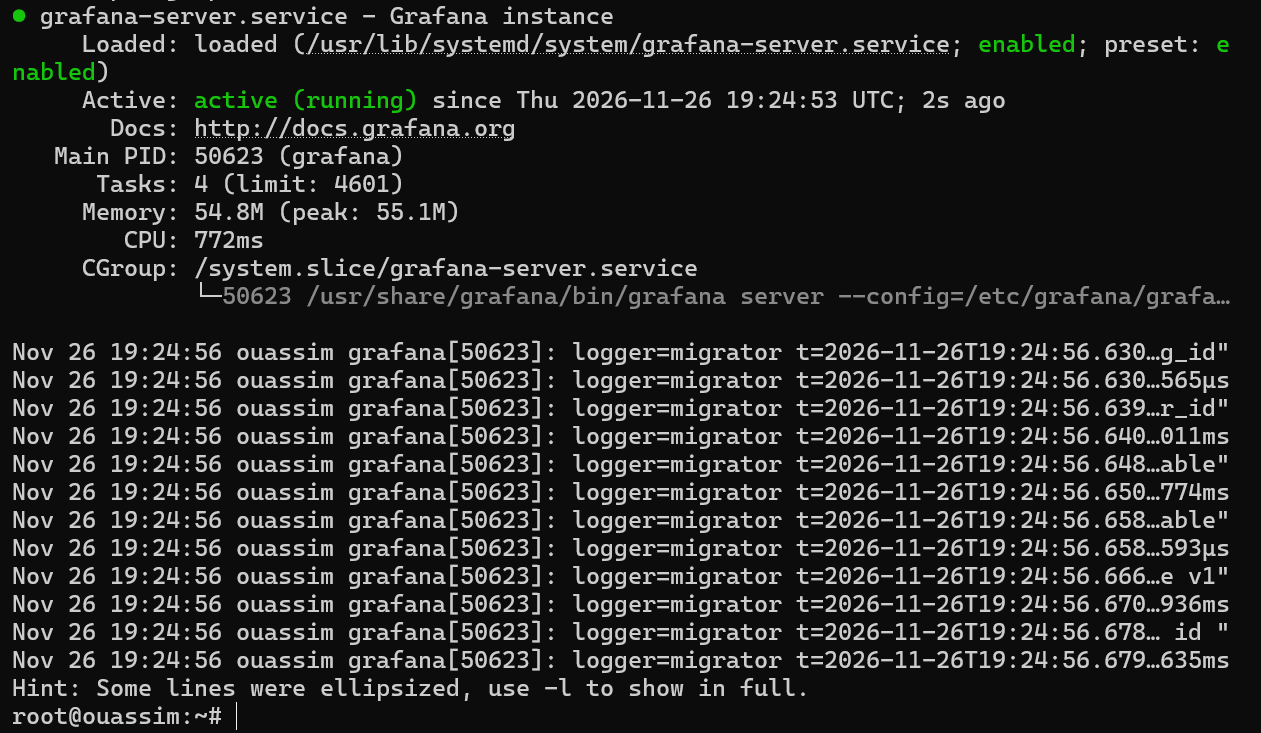 ● grafana-server.service - Grafana instance
     Loaded: loaded (/usr/lib/systemd/system/grafana-server.service; enabled; preset: e
nabled)
     Active: active (running) since Thu 2026-11-26 19:24:53 UTC; 2s ago
       Docs: http://docs.grafana.org
   Main PID: 50623 (grafana)
      Tasks: 4 (limit: 4601)
     Memory: 54.8M (peak: 55.1M)
        CPU: 772ms
     CGroup: /system.slice/grafana-server.service
             └─50623 /usr/share/grafana/bin/grafana server --config=/etc/grafana/grafa…

Nov 26 19:24:56 ouassim grafana[50623]: logger=migrator t=2026-11-26T19:24:56.630…g_id"
Nov 26 19:24:56 ouassim grafana[50623]: logger=migrator t=2026-11-26T19:24:56.630…565µs
Nov 26 19:24:56 ouassim grafana[50623]: logger=migrator t=2026-11-26T19:24:56.639…r_id"
Nov 26 19:24:56 ouassim grafana[50623]: logger=migrator t=2026-11-26T19:24:56.640…011ms
Nov 26 19:24:56 ouassim grafana[50623]: logger=migrator t=2026-11-26T19:24:56.648…able"
Nov 26 19:24:56 ouassim grafana[50623]: logger=migrator t=2026-11-26T19:24:56.650…774ms
Nov 26 19:24:56 ouassim grafana[50623]: logger=migrator t=2026-11-26T19:24:56.658…able"
Nov 26 19:24:56 ouassim grafana[50623]: logger=migrator t=2026-11-26T19:24:56.658…593µs
Nov 26 19:24:56 ouassim grafana[50623]: logger=migrator t=2026-11-26T19:24:56.666…e v1"
Nov 26 19:24:56 ouassim grafana[50623]: logger=migrator t=2026-11-26T19:24:56.670…936ms
Nov 26 19:24:56 ouassim grafana[50623]: logger=migrator t=2026-11-26T19:24:56.678… id "
Nov 26 19:24:56 ouassim grafana[50623]: logger=migrator t=2026-11-26T19:24:56.679…635ms
Hint: Some lines were ellipsized, use -l to show in full.
root@ouassim:~#